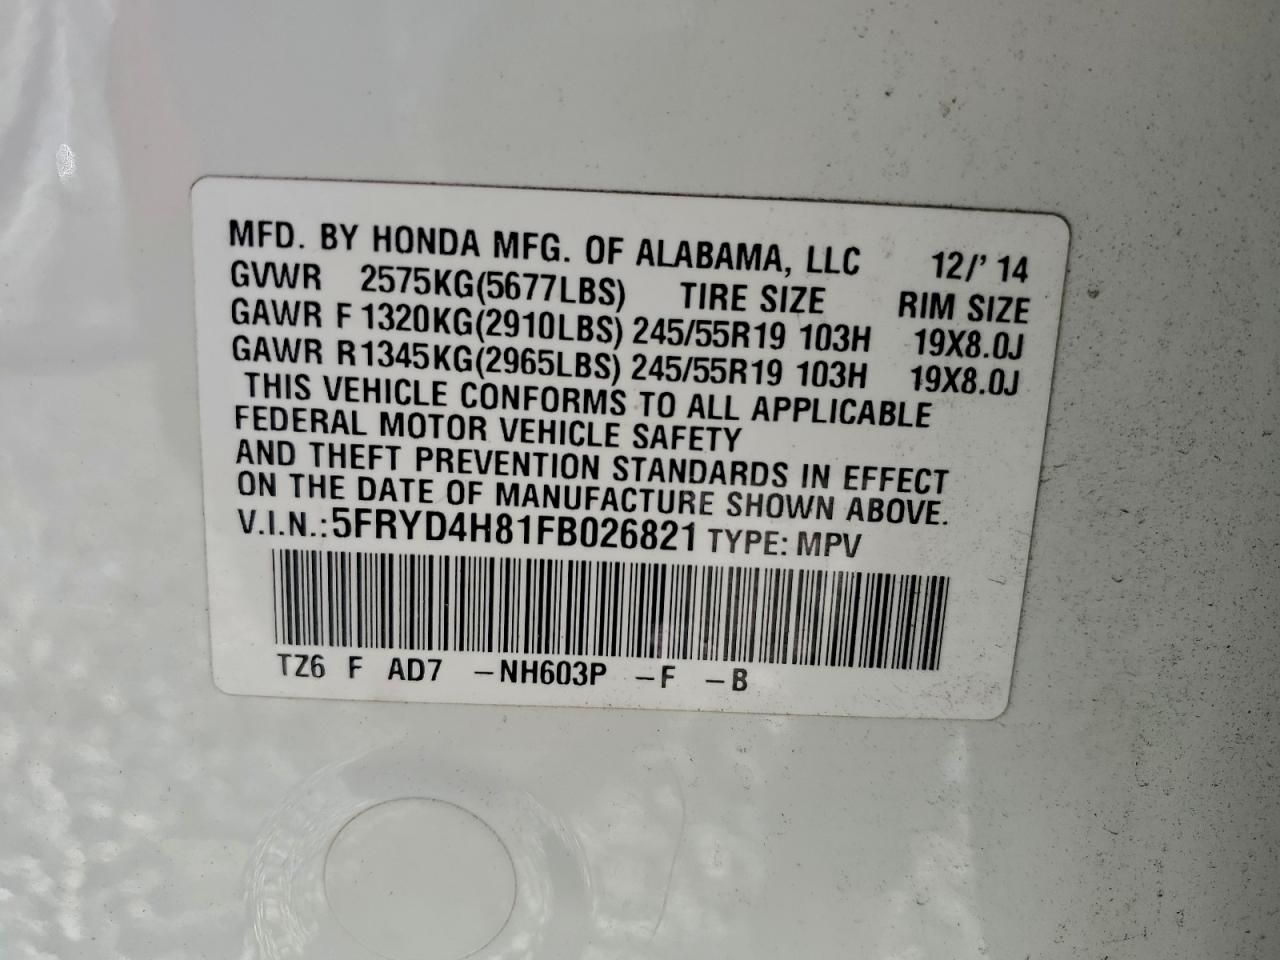 MFD. BY HONDA MFG. OF ALABAMA, LLC 12/' 14
GVWR 2575KG(5677LBS) TIRE SIZE RIM SIZE
GAWR F 1320KG(2910LBS) 245/55R19 103H 19X8.0J
GAWR R 1345KG(2965LBS) 245/55R19 103H 19X8.0J
THIS VEHICLE CONFORMS TO ALL APPLICABLE
FEDERAL MOTOR VEHICLE SAFETY
AND THEFT PREVENTION STANDARDS IN EFFECT
ON THE DATE OF MANUFACTURE SHOWN ABOVE.
V.I.N.: 5FRYD4H81FB026821 TYPE: MPV
TZ6 F AD7 -NH603P -F -B